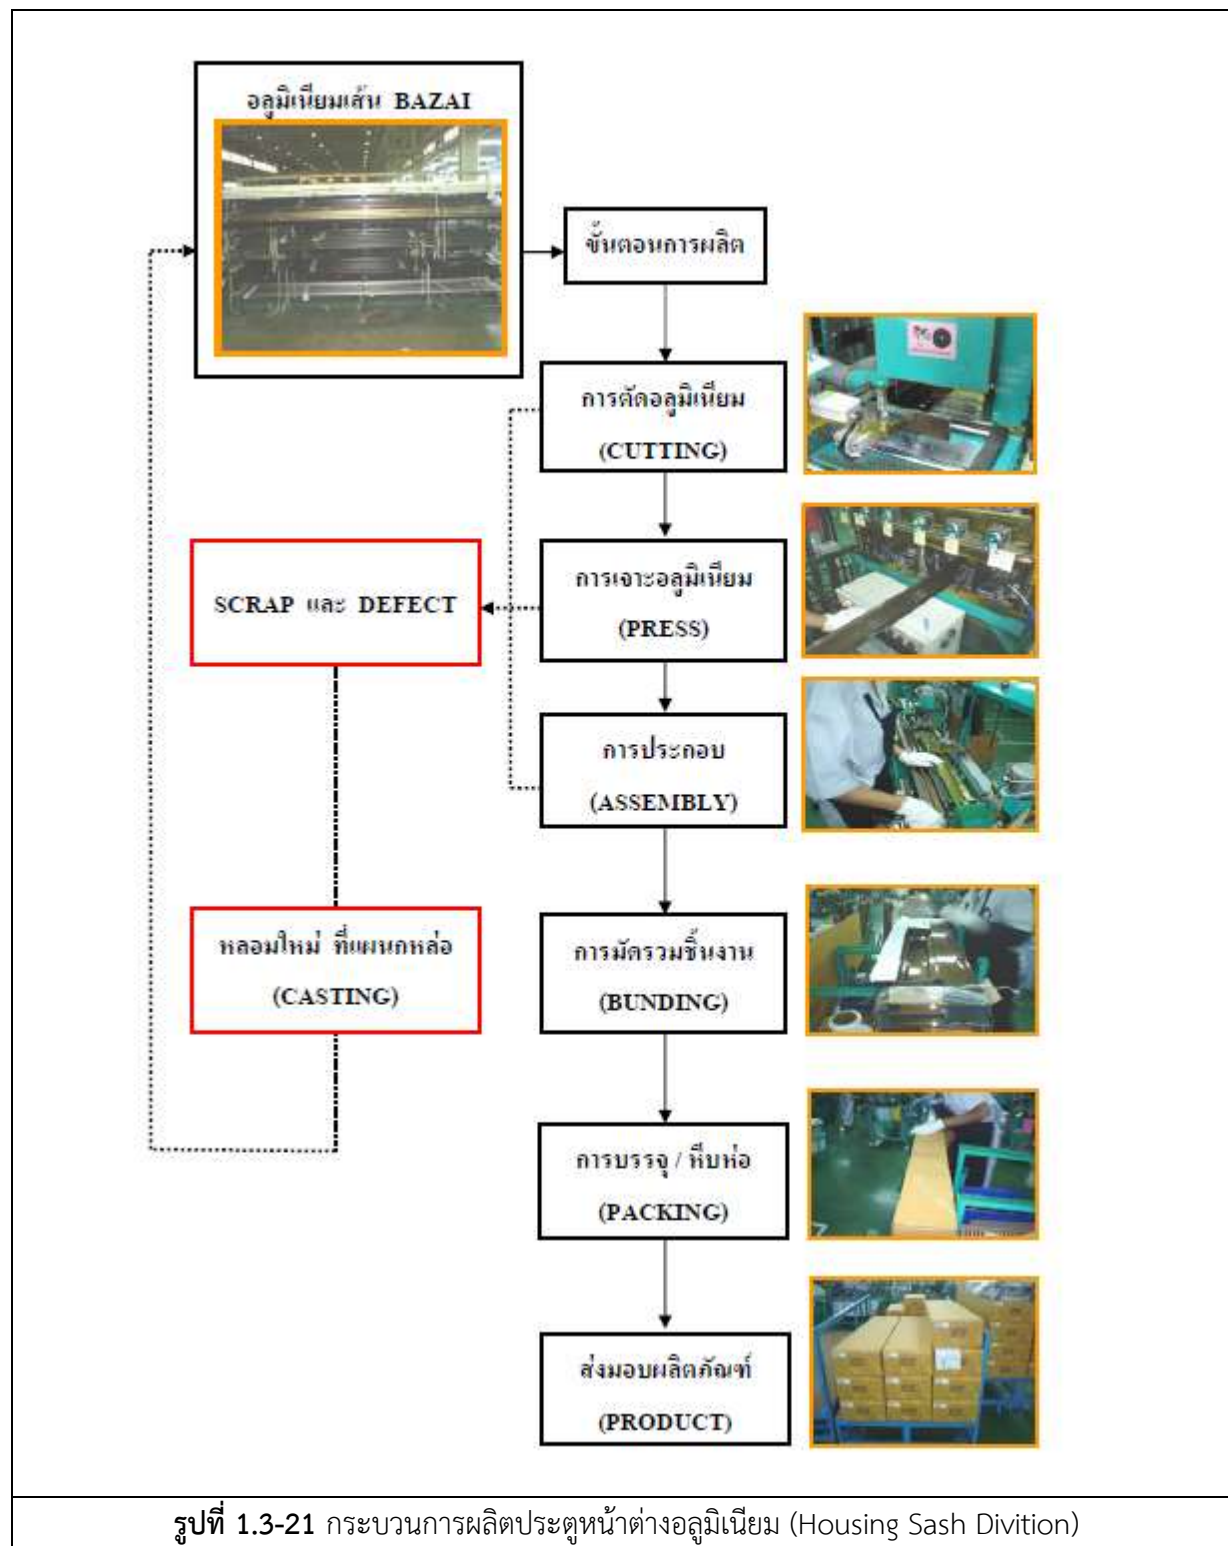 อลูมิเนียมเส้น BAZAI
ขั้นตอนการผลิต
การตัดอลูมิเนียม
(CUTTING)
การเจาะอลูมิเนียม
(PRESS)
SCRAP และ DEFECT
การประกอบ
(ASSEMBLY)
หลอมใหม่ ที่แผนกหล่อ
(CASTING)
การมัดรวมชิ้นงาน
(BUNDING)
การบรรจุ / หีบห่อ
(PACKING)
ส่งมอบผลิตภัณฑ์
(PRODUCT)
รูปที่ 1.3-21 กระบวนการผลิตประตูหน้าต่างอลูมิเนียม (Housing Sash Divition)